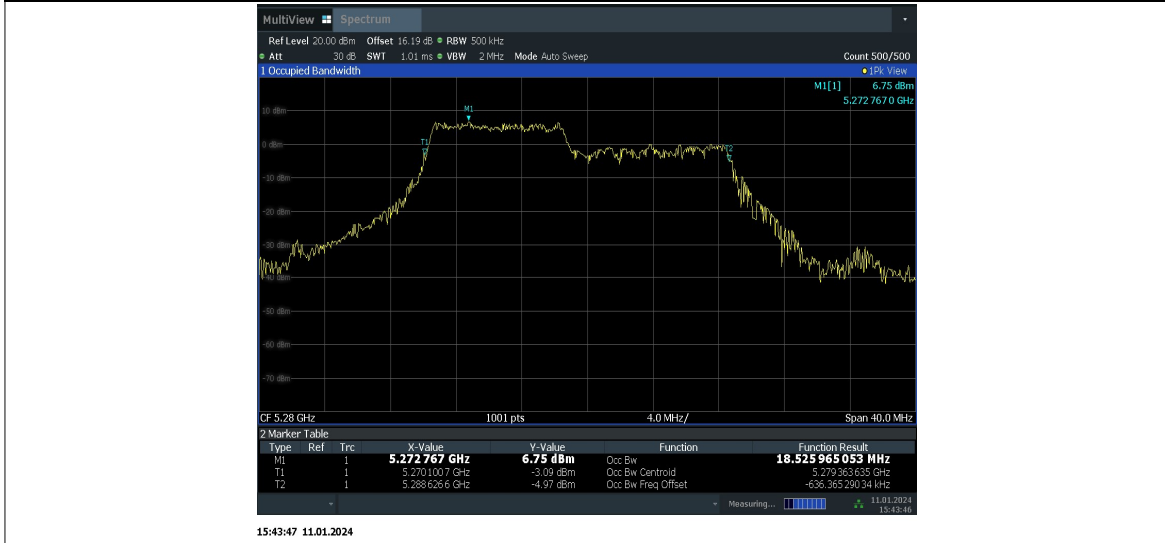 MultiView Spectrum
Ref Level 20.00 dBm Offset 16.19 dB RBW 500 kHz
Att 30 dB SWT 1.01 ms VBW 2 MHz Mode Auto Sweep Count 500/500
1 Occupied Bandwidth 1Pk View
M1[1] 6.75 dBm
5.272 767 0 GHz
10 dBm
M1
0 dBm
T1
T2
-10 dBm
-20 dBm
-30 dBm
-40 dBm
-50 dBm
-60 dBm
-70 dBm
CF 5.28 GHz 1001 pts 4.0 MHz/ Span 40.0 MHz
2 Marker Table
Type Ref Trc X-Value Y-Value Function Function Result
M1 1 5.272 767 GHz 6.75 dBm Occ Bw 18.525 965 053 MHz
T1 1 5.270 100 7 GHz -3.09 dBm Occ Bw Centroid 5.279 363 635 GHz
T2 1 5.288 626 6 GHz -4.97 dBm Occ Bw Freq Offset -636.365 290 34 kHz
Measuring... 11.01.2024
15:43:46
15:43:47 11.01.2024